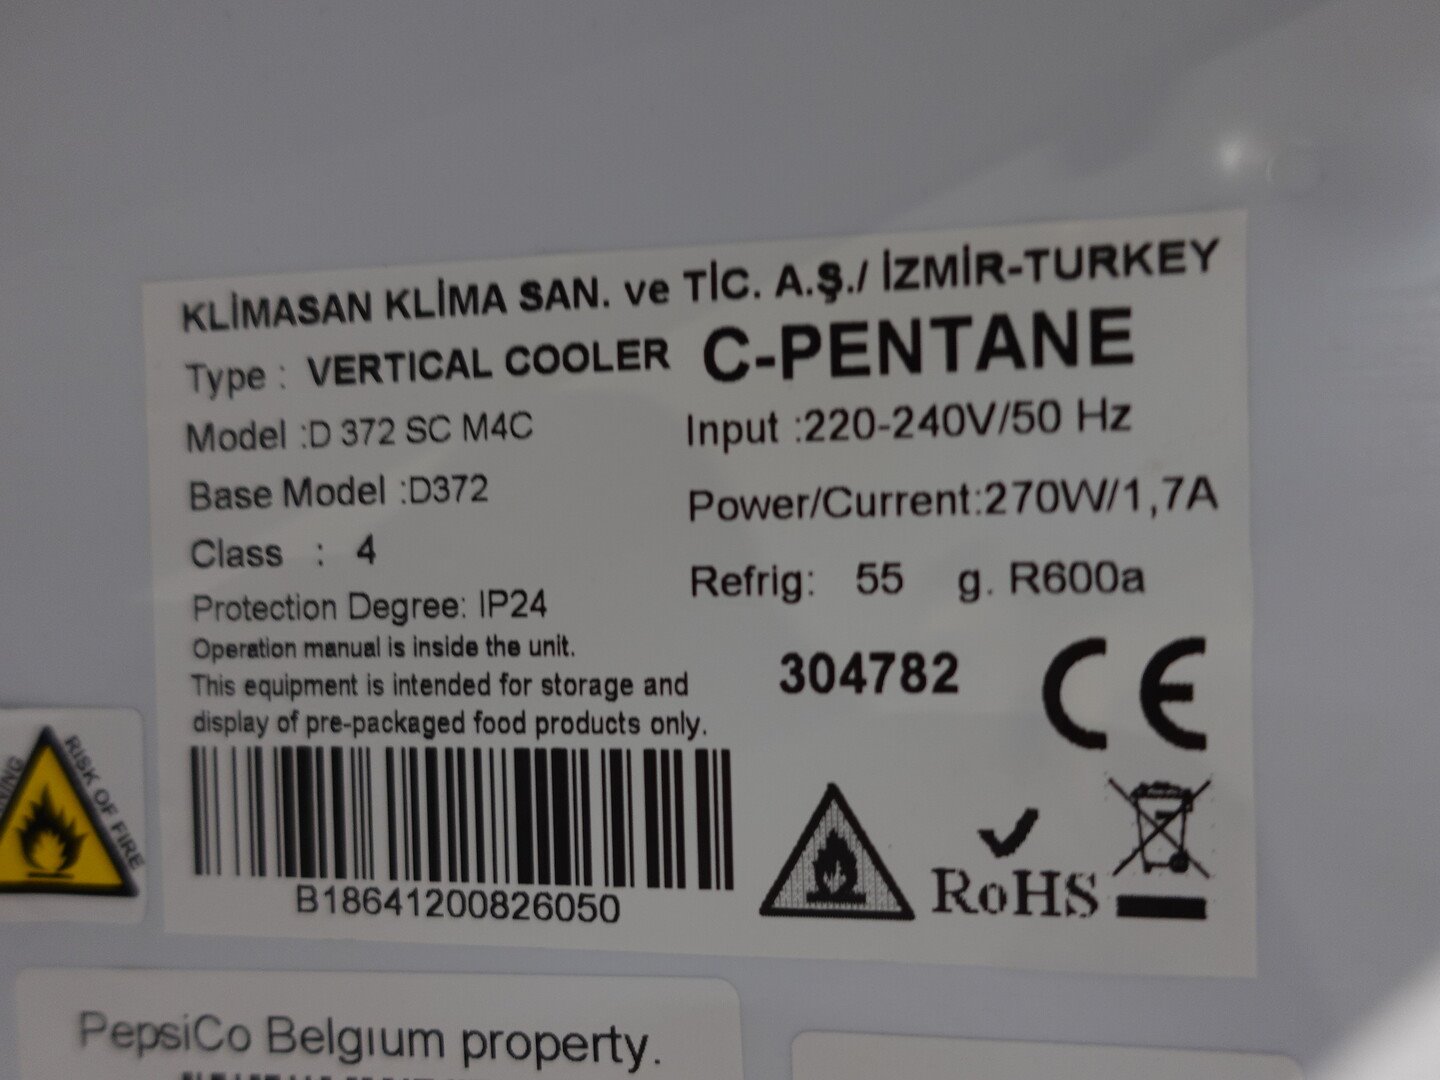 KLİMASAN KLİMA SAN. ve TİC. A.Ş./ İZMİR-TURKEY
Type : VERTICAL COOLER C-PENTANE
Model :D 372 SC M4C
Input :220-240V/50 Hz
Base Model :D372
Power/Current:270W/1,7A
Class : 4
Refrig: 55 g. R600a
Protection Degree: IP24
Operation manual is inside the unit.
This equipment is intended for storage and
display of pre-packaged food products only.
304782
CE
B18641200826050
RoHS
RISK OF FIRE
PepsiCo Belgium property.